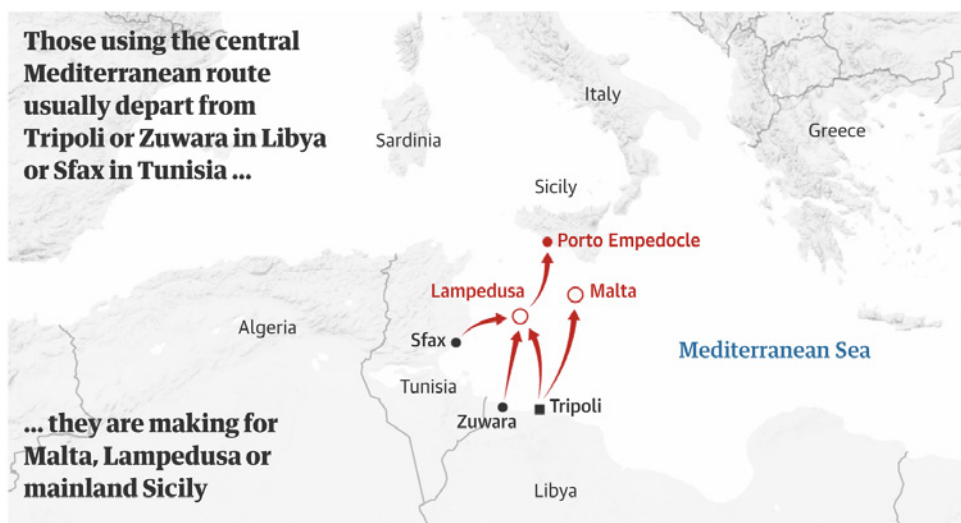 Those using the central
Mediterranean route
usually depart from
Tripoli or Zuwara in Libya
or Sfax in Tunisia ...
Italy
Sardinia
Greece
Sicily
Porto Empedocle
Lampedusa
Malta
Algeria
Sfax
Mediterranean Sea
Tunisia
Zuwara
Tripoli
... they are making for
Malta, Lampedusa or
mainland Sicily
Libya